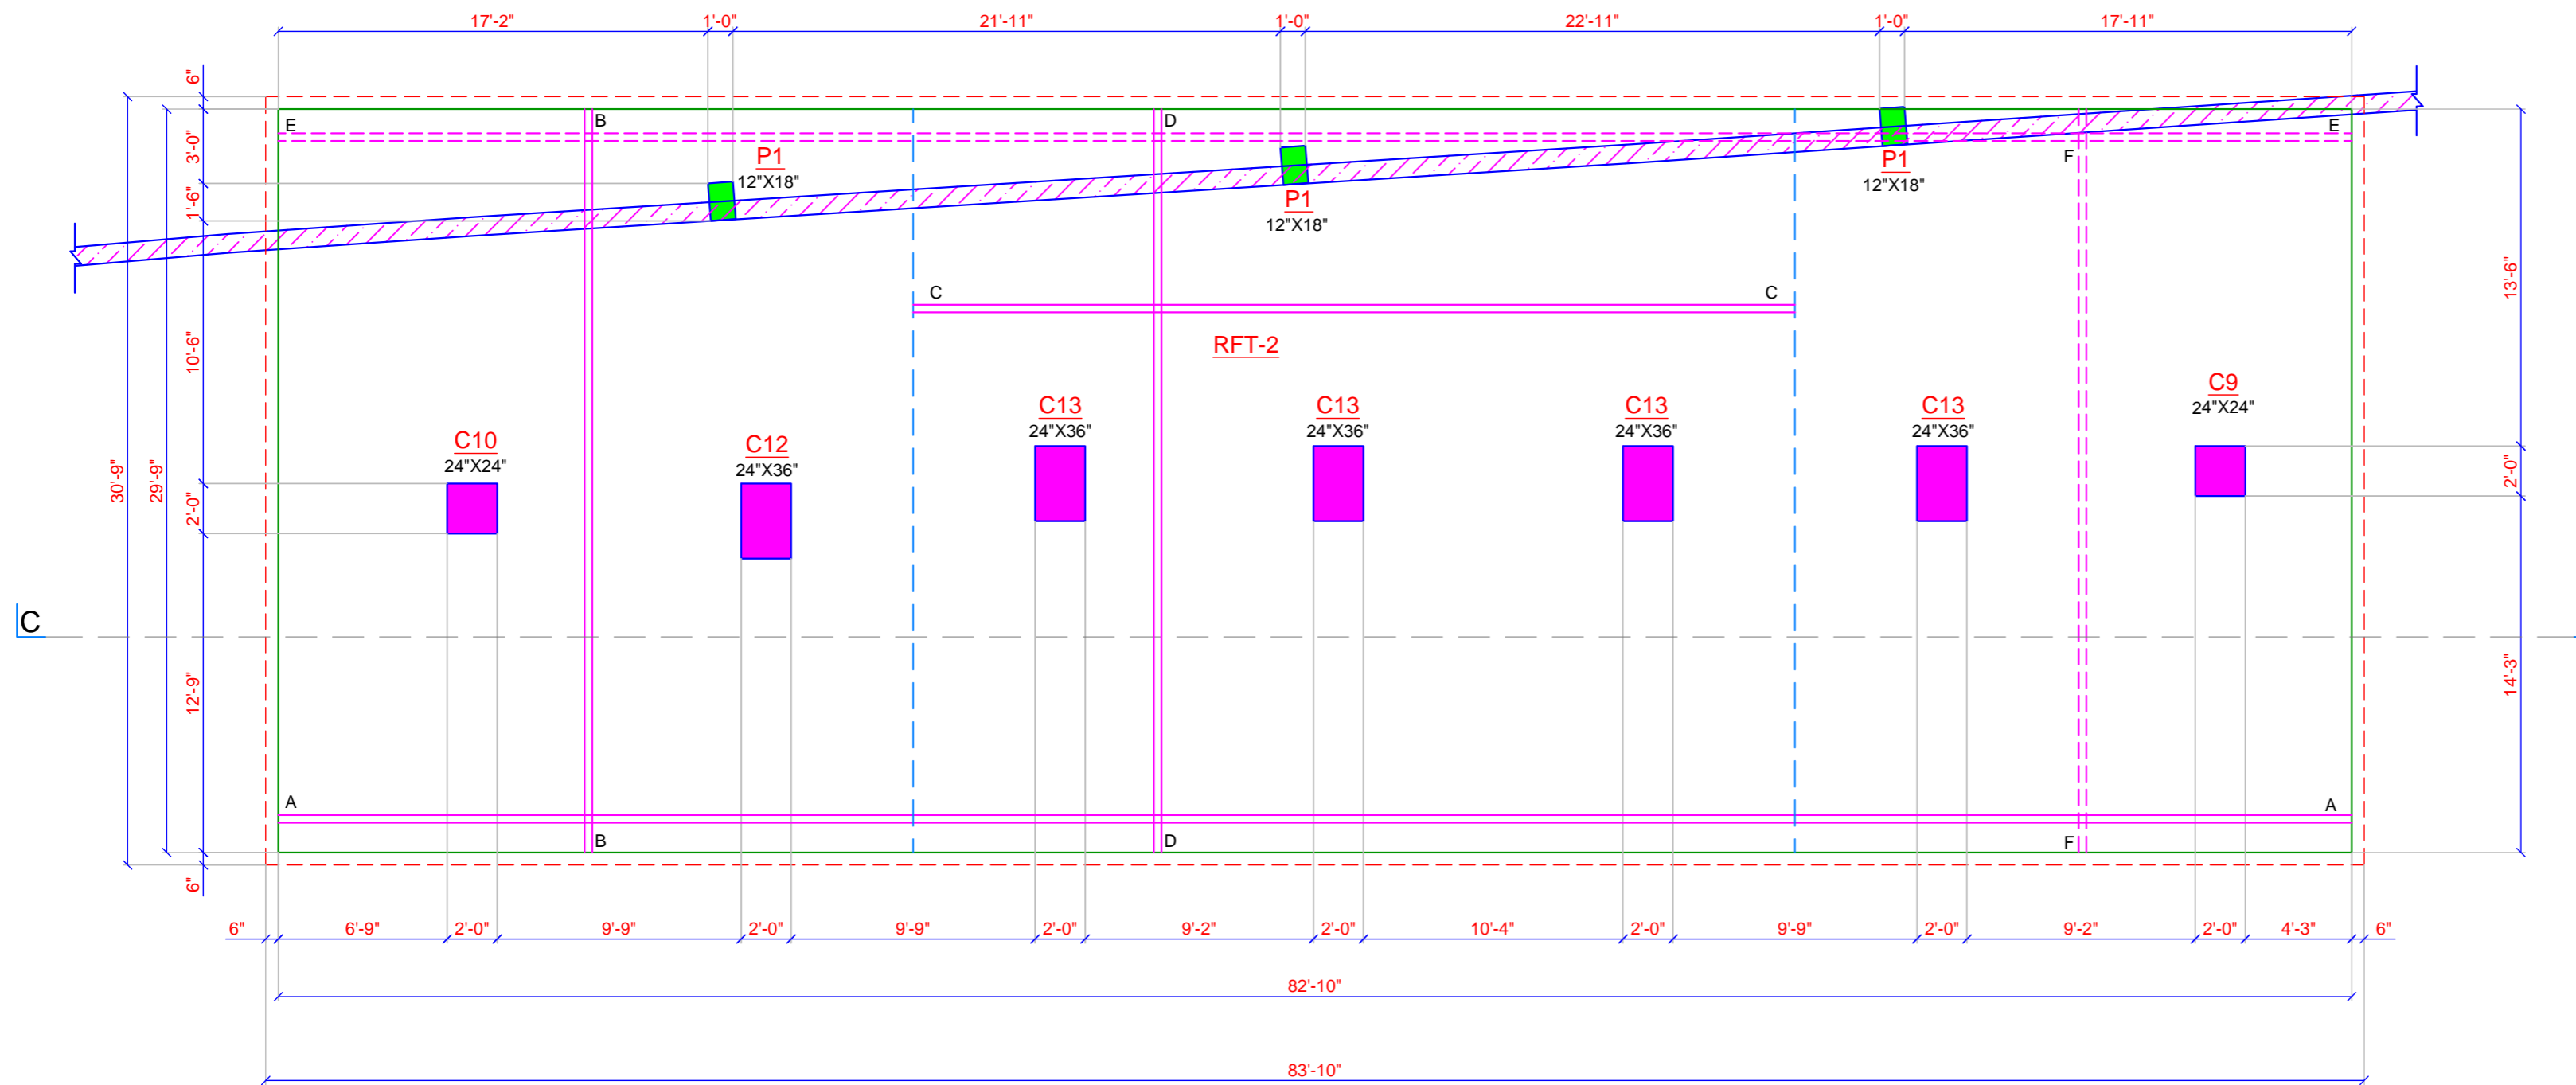 17'-2" 1'-0" 21'-11" 1'-0" 22'-11" 1'-0" 17'-11"
6"
3'-0"
1'-6"
10'-6"
2'-0"
12'-9"
6"
30'-9"
29'-9"
E B D E
F
P1
12"X18"
P1
12"X18"
P1
12"X18"
C C
RFT-2
13'-6"
2'-0"
14'-3"
C10
24"X24"
C12
24"X36"
C13
24"X36"
C13
24"X36"
C13
24"X36"
C13
24"X36"
C9
24"X24"
C
A A
B D F
6" 6'-9" 2'-0" 9'-9" 2'-0" 9'-9" 2'-0" 9'-2" 2'-0" 10'-4" 2'-0" 9'-9" 2'-0" 9'-2" 2'-0" 4'-3" 6"
82'-10"
83'-10"